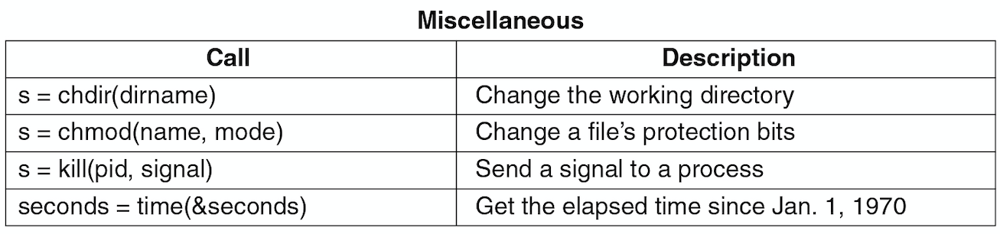 Miscellaneous
Call Description
s = chdir(dirname) Change the working directory
s = chmod(name, mode) Change a file’s protection bits
s = kill(pid, signal) Send a signal to a process
seconds = time(&seconds) Get the elapsed time since Jan. 1, 1970